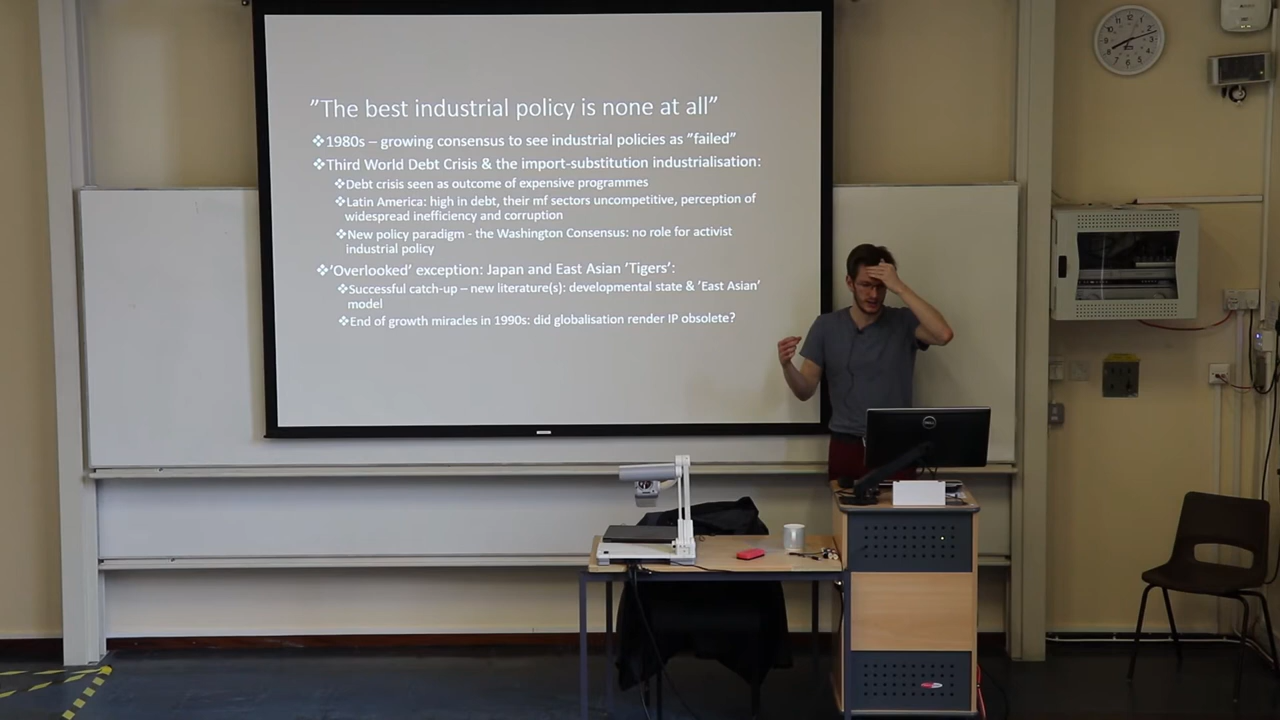 ”The best industrial policy is none at all”
❖1980s – growing consensus to see industrial policies as ”failed”
❖Third World Debt Crisis & the import-substitution industrialisation:
❖Debt crisis seen as outcome of expensive programmes
❖Latin America: high in debt, their mf sectors uncompetitive, perception of
widespread inefficiency and corruption
❖New policy paradigm - the Washington Consensus: no role for activist
industrial policy
❖’Overlooked’ exception: Japan and East Asian ’Tigers’:
❖Successful catch-up – new literature(s): developmental state & ’East Asian’
model
❖End of growth miracles in 1990s: did globalisation render IP obsolete?
DELL